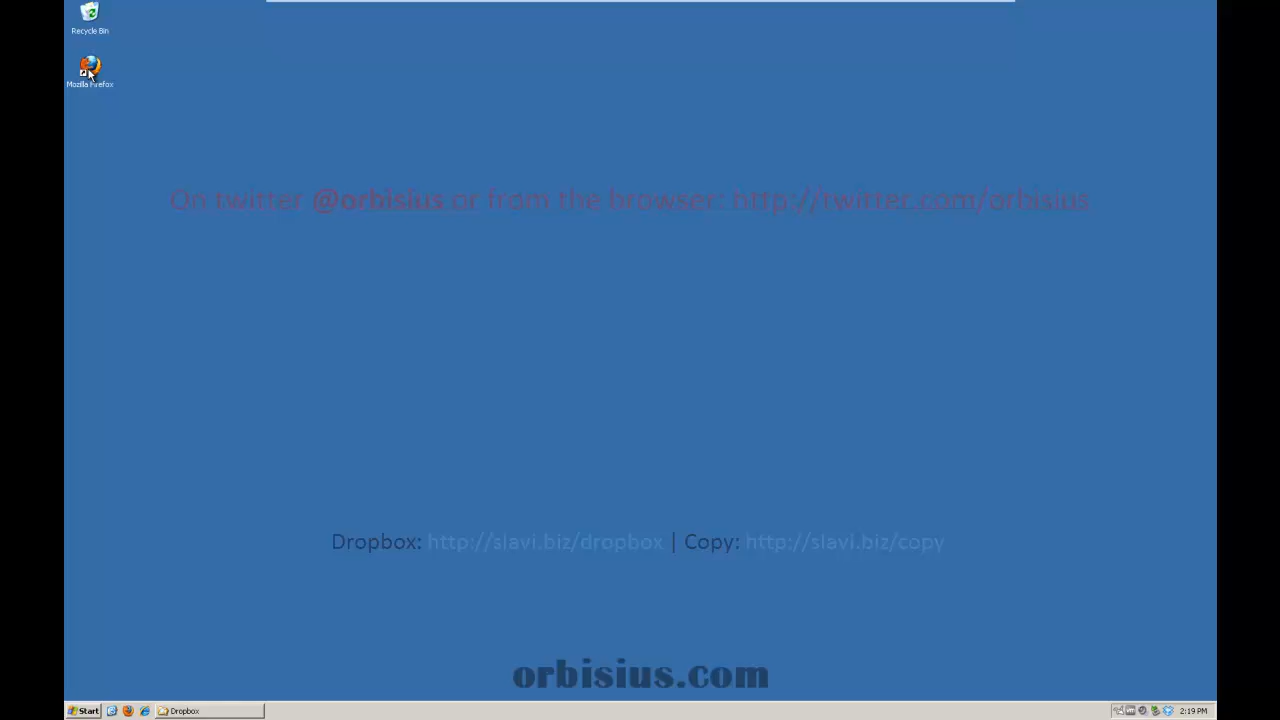 Recycle Bin
Mozilla Firefox
On twitter @orbisius or from the browser: http://twitter.com/orbisius
Dropbox: http://slavi.biz/dropbox | Copy: http://slavi.biz/copy
orbisius.com
Start
Dropbox
2:19 PM